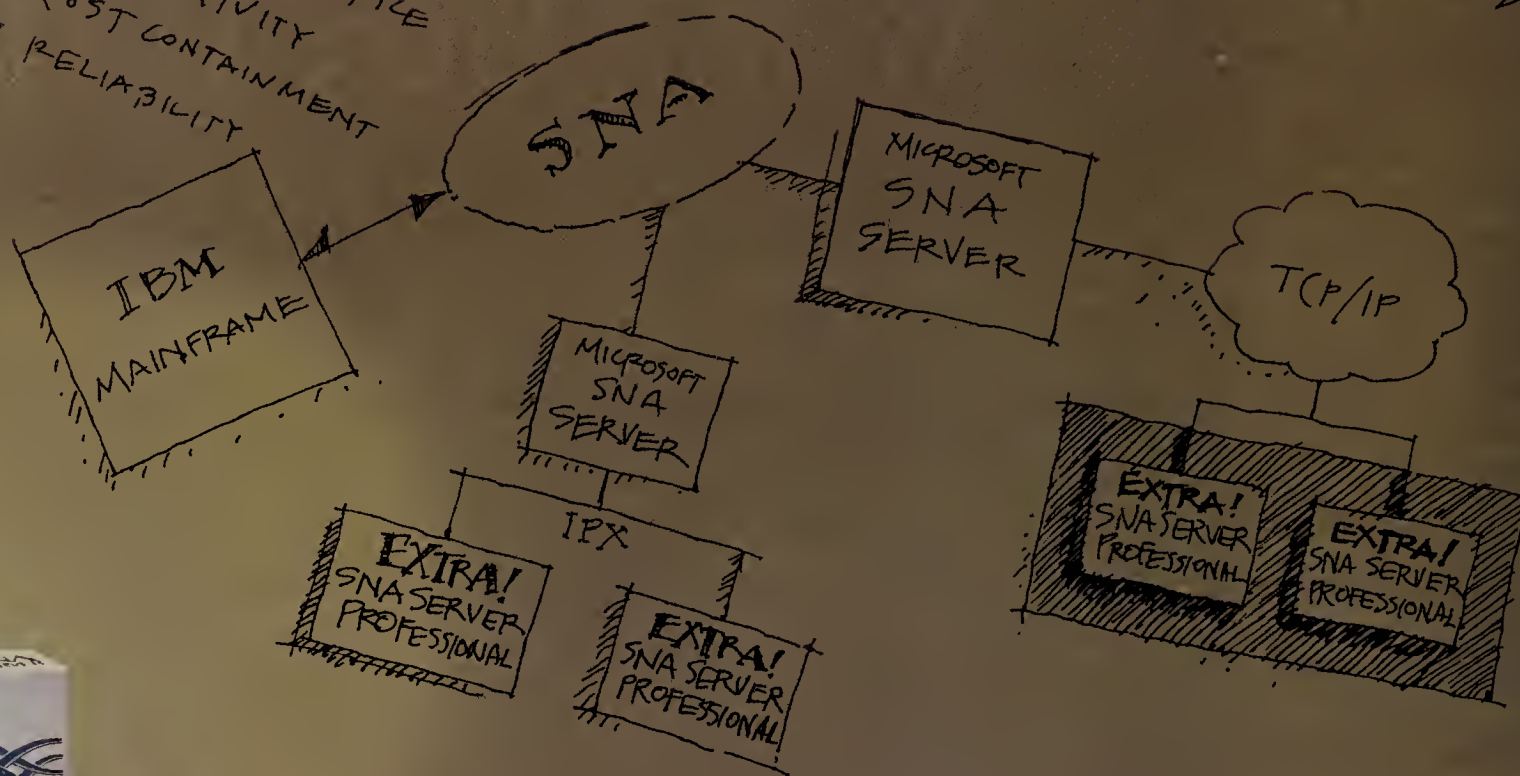 COST CONTAINMENT
RELIABILITY
SNA
IBM
MAINFRAME
MICROSOFT
SNA
SERVER
TCP/IP
MICROSOFT
SNA
SERVER
IPX
EXTRA!
SNA SERVER
PROFESSIONAL
EXTRA!
SNA SERVER
PROFESSIONAL
EXTRA!
SNA SERVER
PROFESSIONAL
EXTRA!
SNA SERVER
PROFESSIONAL